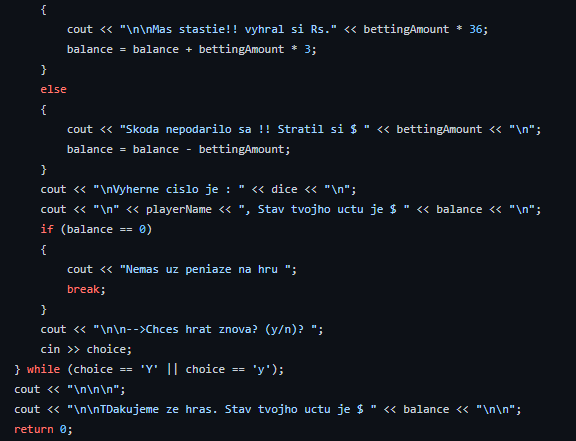 {
cout << "\n\nMas stastie!! vyhral si Rs." << bettingAmount * 36;
balance = balance + bettingAmount * 3;
}
else
{
cout << "Skoda nepodarilo sa !! Stratil si $ " << bettingAmount << "\n";
balance = balance - bettingAmount;
}
cout << "\nVyherne cislo je : " << dice << "\n";
cout << "\n" << playerName << ", Stav tvojho uctu je $ " << balance << "\n";
if (balance == 0)
{
cout << "Nemas uz peniaze na hru ";
break;
}
cout << "\n\n-->Chces hrat znova? (y/n)? ";
cin >> choice;
} while (choice == 'Y' || choice == 'y');
cout << "\n\n\n";
cout << "\n\nTDakujeme ze hras. Stav tvojho uctu je $ " << balance << "\n\n";
return 0;